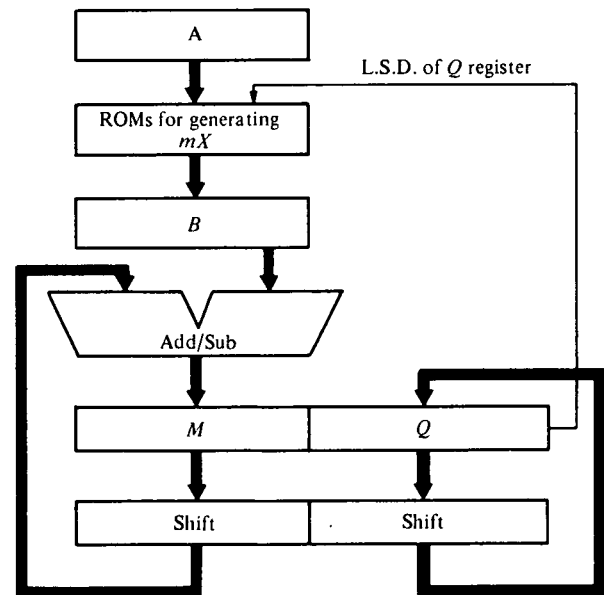 A
L.S.D. of Q register
ROMs for generating
mX
B
Add/Sub
M
Q
Shift
Shift